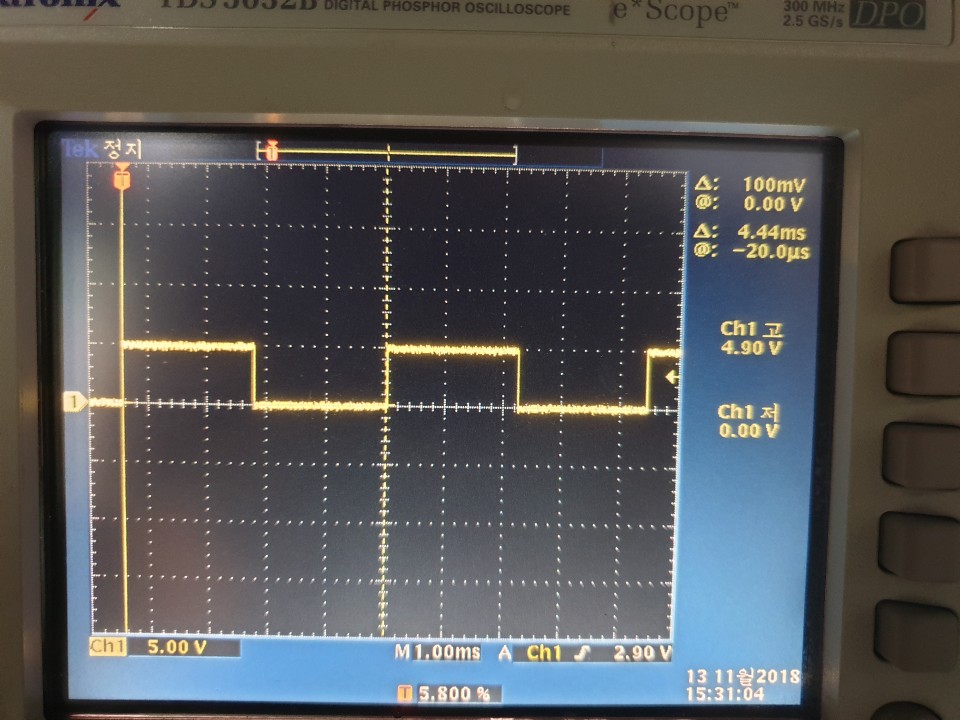 TDS 3032B DIGITAL PHOSPHOR OSCILLOSCOPE
e*Scope™
300 MHz
2.5 GS/s
DPO
Tek 정지
T
T
Δ: 100mV
@: 0.00 V
Δ: 4.44ms
@: −20.0µs
Ch1 고
4.90 V
Ch1 저
0.00 V
1
Ch1 5.00 V
M 1.00ms A Ch1 2.90 V
T 5.800 %
13 11월 2018
15:31:04